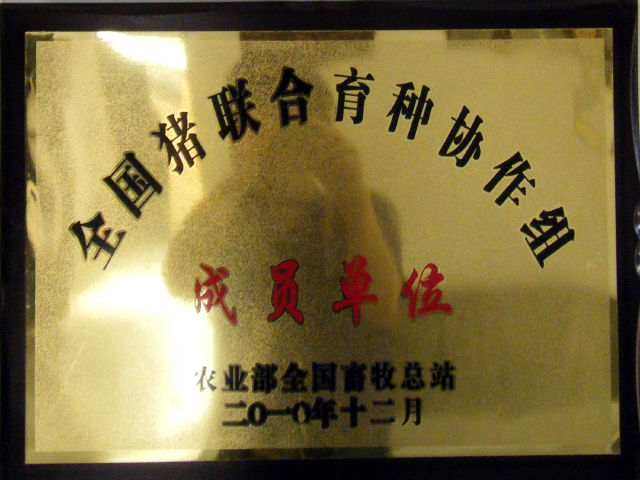 全国猪联合育种协作组
成员单位
农业部全国畜牧总站
二〇一〇年十二月